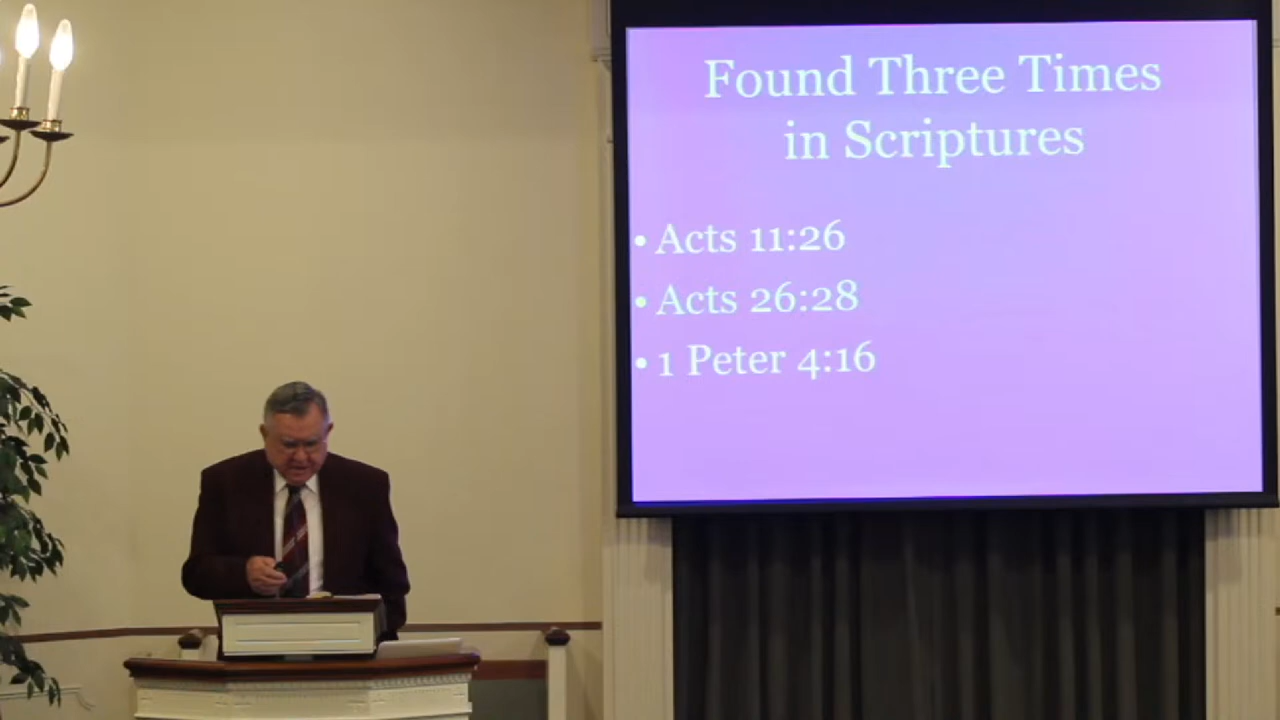 Found Three Times
in Scriptures
• Acts 11:26
• Acts 26:28
• 1 Peter 4:16